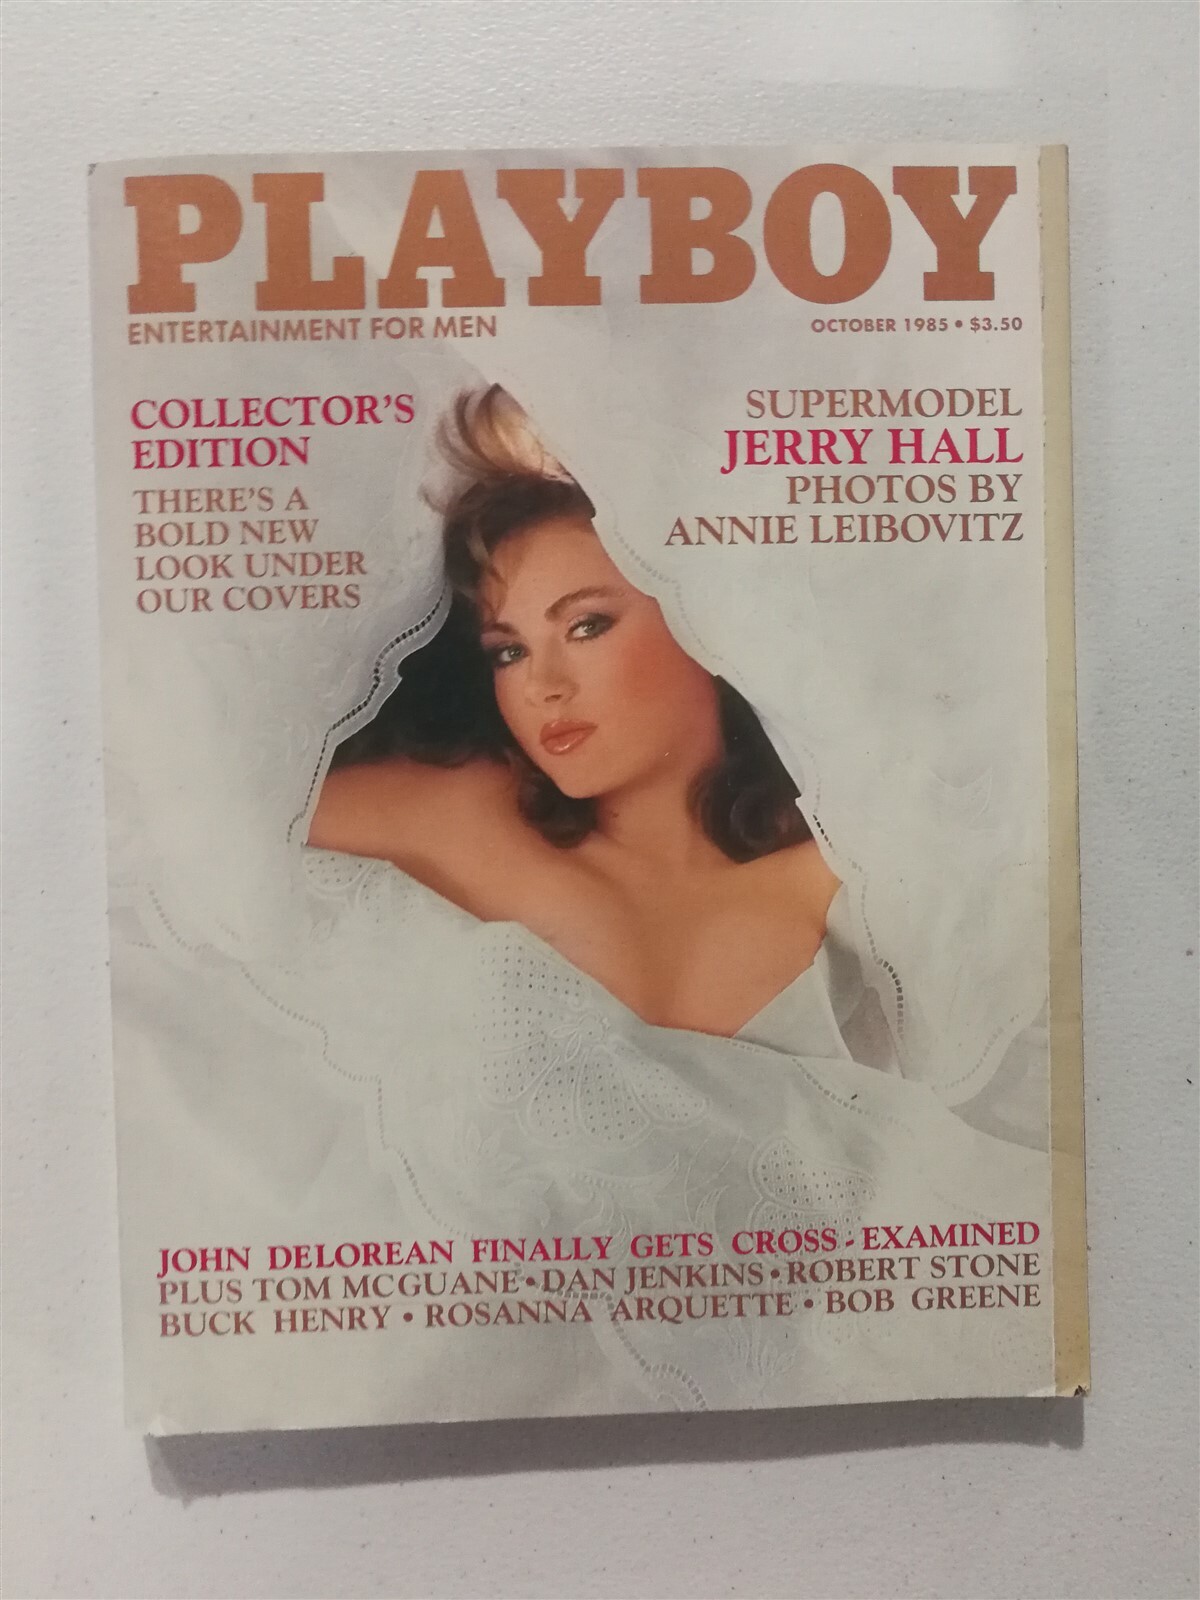 PLAYBOY
ENTERTAINMENT FOR MEN
OCTOBER 1985 • $3.50
COLLECTOR'S
EDITION
THERE'S A
BOLD NEW
LOOK UNDER
OUR COVERS
SUPERMODEL
JERRY HALL
PHOTOS BY
ANNIE LEIBOVITZ
JOHN DELOREAN FINALLY GETS CROSS-EXAMINED
PLUS TOM MCGUANE • DAN JENKINS • ROBERT STONE
BUCK HENRY • ROSANNA ARQUETTE • BOB GREENE